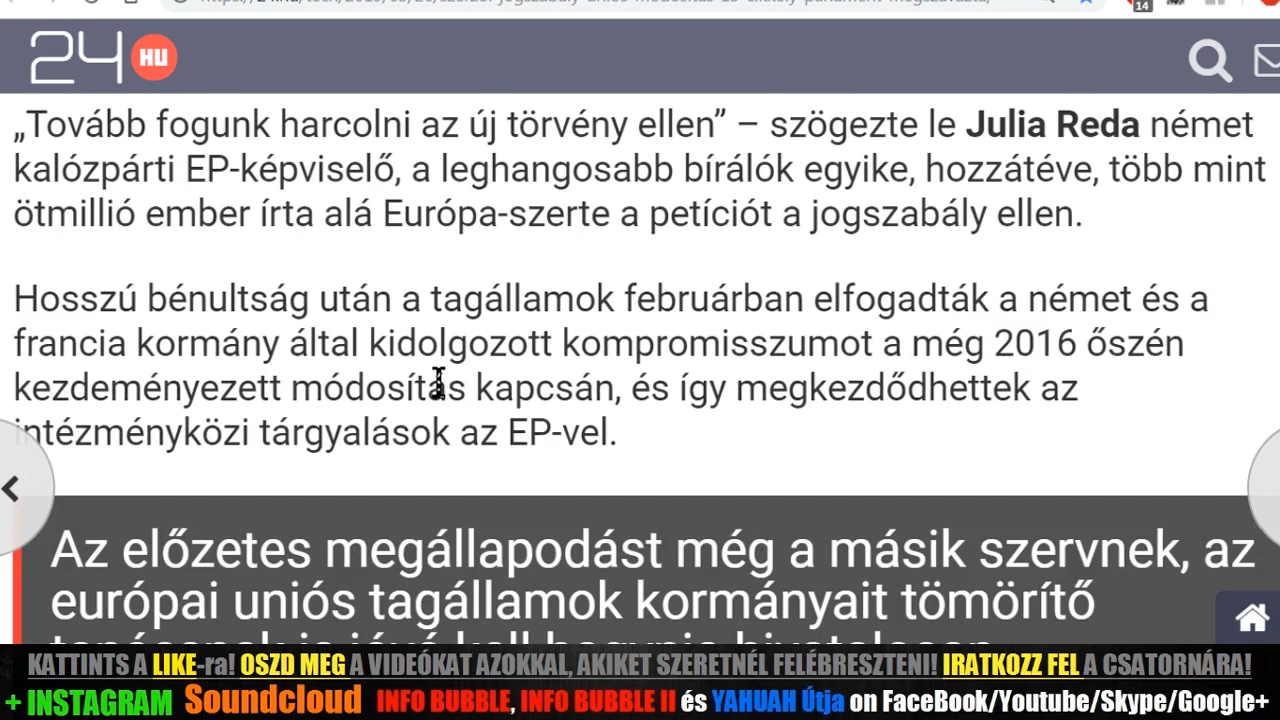 24 HU
14
„Tovább fogunk harcolni az új törvény ellen” – szögezte le Julia Reda német
kalózpárti EP-képviselő, a leghangosabb bírálók egyike, hozzátéve, több mint
ötmillió ember írta alá Európa-szerte a petíciót a jogszabály ellen.
Hosszú bénultság után a tagállamok februárban elfogadták a német és a
francia kormány által kidolgozott kompromisszumot a még 2016 őszén
kezdeményezett módosítás kapcsán, és így megkezdődhettek az
intézményközi tárgyalások az EP-vel.
Az előzetes megállapodást még a másik szervnek, az
európai uniós tagállamok kormányait tömörítő
KATTINTS A LIKE-ra! OSZD MEG A VIDEÓKAT AZOKKAL, AKIKET SZERETNÉL FELÉBRESZTENI! IRATKOZZ FEL A CSATORNÁRA!
+ INSTAGRAM Soundcloud INFO BUBBLE, INFO BUBBLE II és YAHUAH Útja on FaceBook/Youtube/Skype/Google+